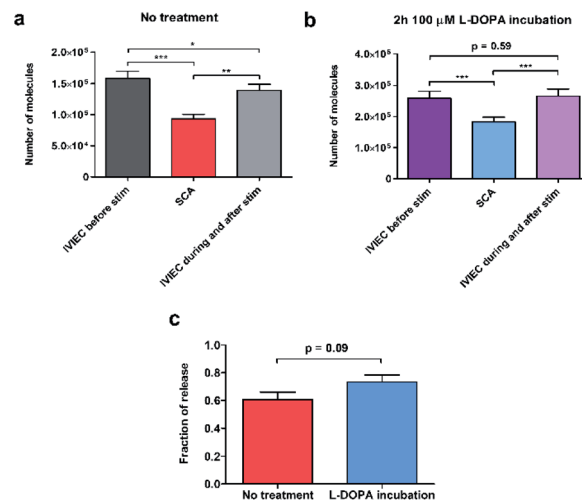 a
No treatment
Number of molecules
2.0×10⁵
1.5×10⁵
1.0×10⁵
5.0×10⁴
0
*
***
**
IVIEC before stim
SCA
IVIEC during and after stim
b
2h 100 μM L-DOPA incubation
Number of molecules
4.0×10⁵
3.0×10⁵
2.0×10⁵
1.0×10⁵
0
p = 0.59
***
***
IVIEC before stim
SCA
IVIEC during and after stim
c
Fraction of release
1.0
0.8
0.6
0.4
0.2
0.0
p = 0.09
No treatment
L-DOPA incubation